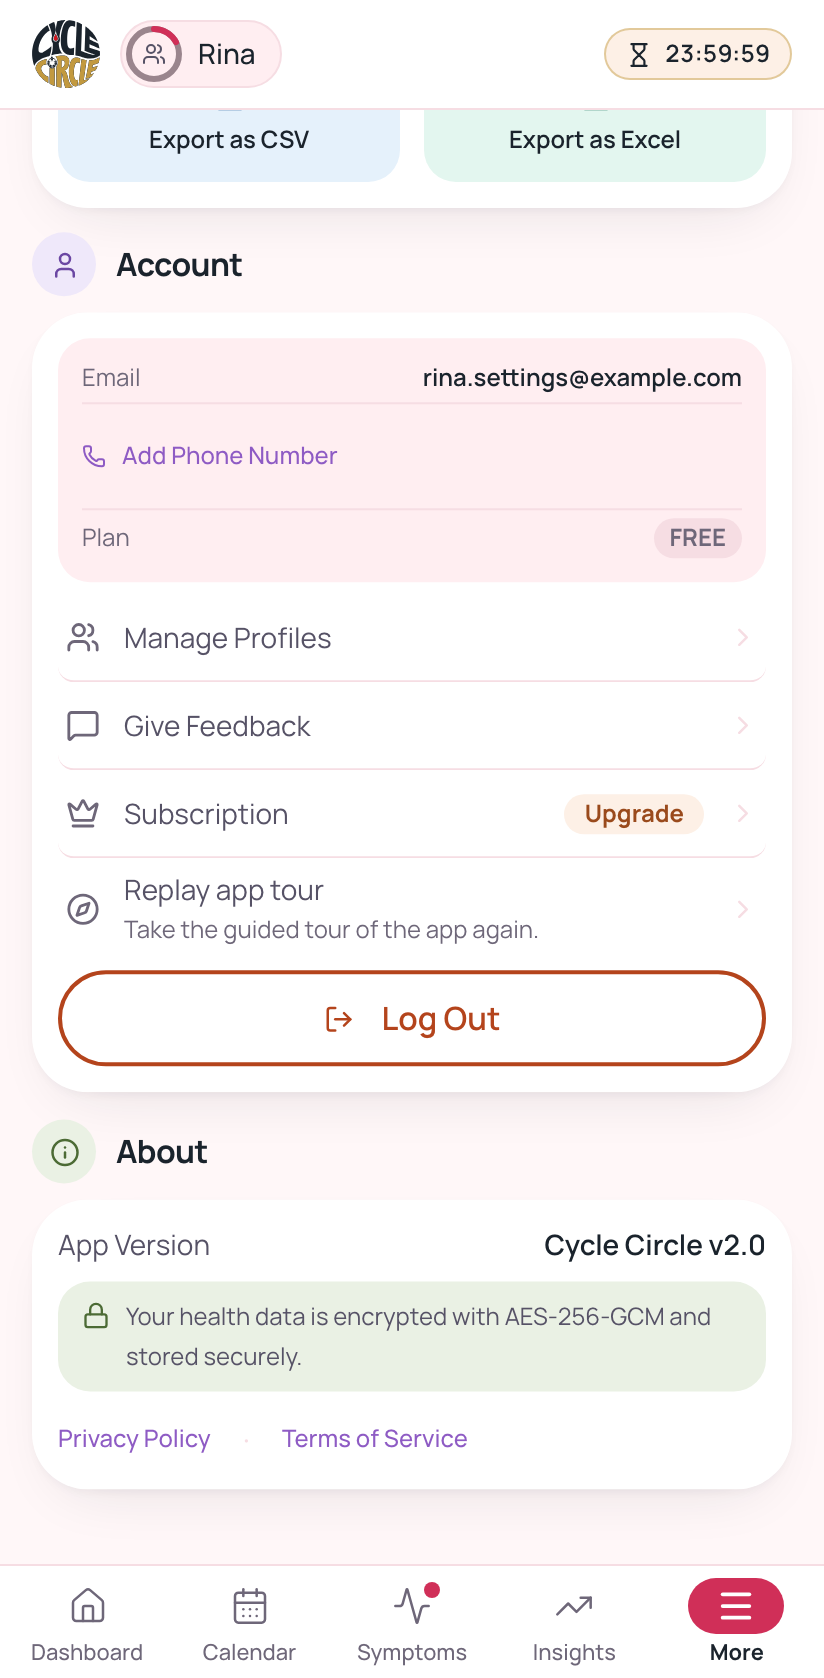 CYCLE
CIRCLE
Rina
23:59:59
Export as CSV
Export as Excel
Account
Email
rina.settings@example.com
Add Phone Number
Plan
FREE
Manage Profiles
Give Feedback
Subscription
Upgrade
Replay app tour
Take the guided tour of the app again.
Log Out
About
App Version
Cycle Circle v2.0
Your health data is encrypted with AES-256-GCM and
stored securely.
Privacy Policy · Terms of Service
Dashboard
Calendar
Symptoms
Insights
More